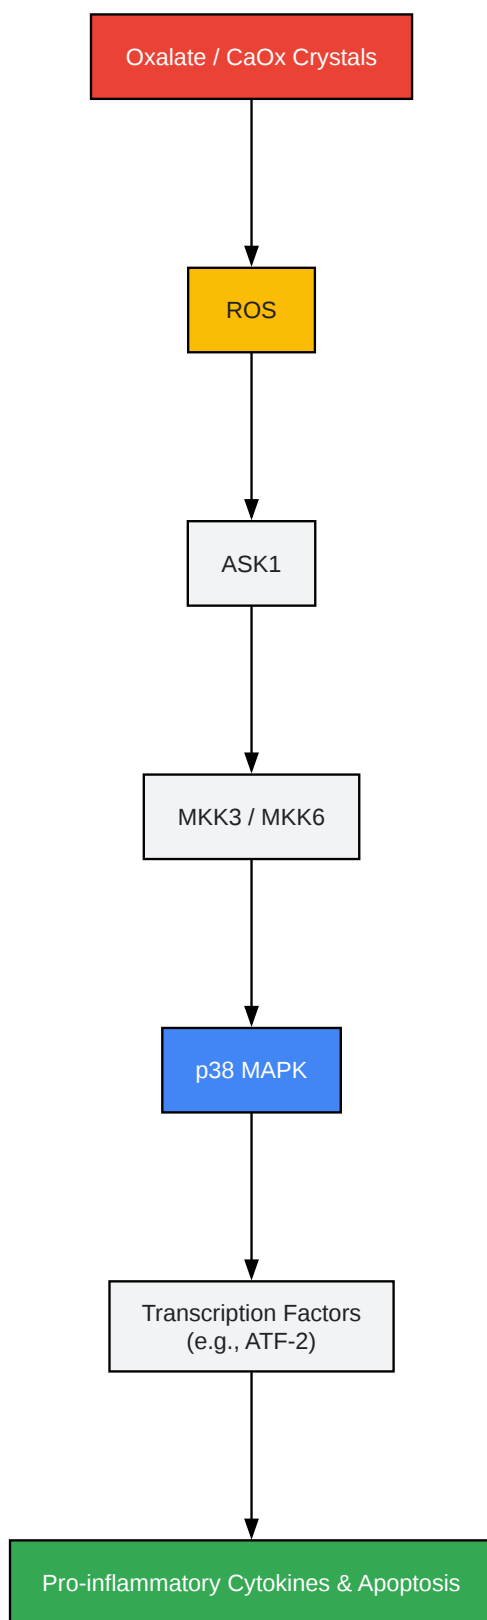 Oxalate / CaOx Crystals
ROS
ASK1
MKK3 / MKK6
p38 MAPK
Transcription Factors
(e.g., ATF-2)
Pro-inflammatory Cytokines & Apoptosis